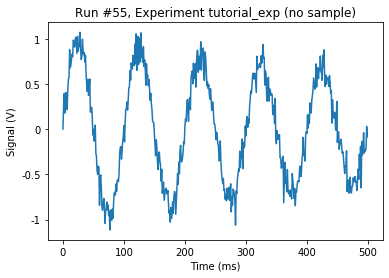 Run #55, Experiment tutorial_exp (no sample)
1
0.5
0
-0.5
-1
Signal (V)
0 100 200 300 400 500
Time (ms)